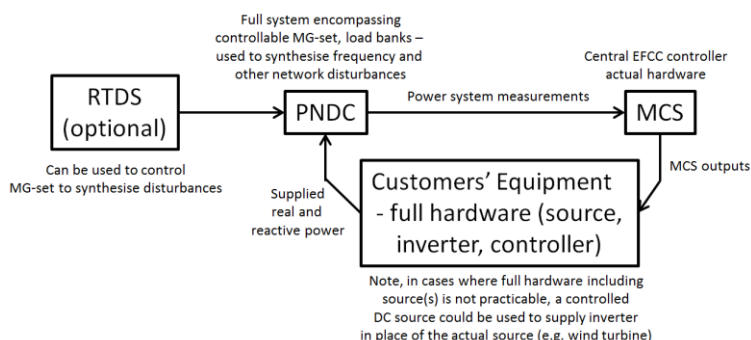 Full system encompassing
controllable MG-set, load banks –
used to synthesise frequency and
other network disturbances
Central EFCC controller
actual hardware
RTDS
(optional)
PNDC
Power system measurements
MCS
Can be used to control
MG-set to synthesise disturbances
MCS outputs
Supplied
real and
reactive power
Customers' Equipment
- full hardware (source,
inverter, controller)
Note, in cases where full hardware including
source(s) is not practicable, a controlled
DC source could be used to supply inverter
in place of the actual source (e.g. wind turbine)